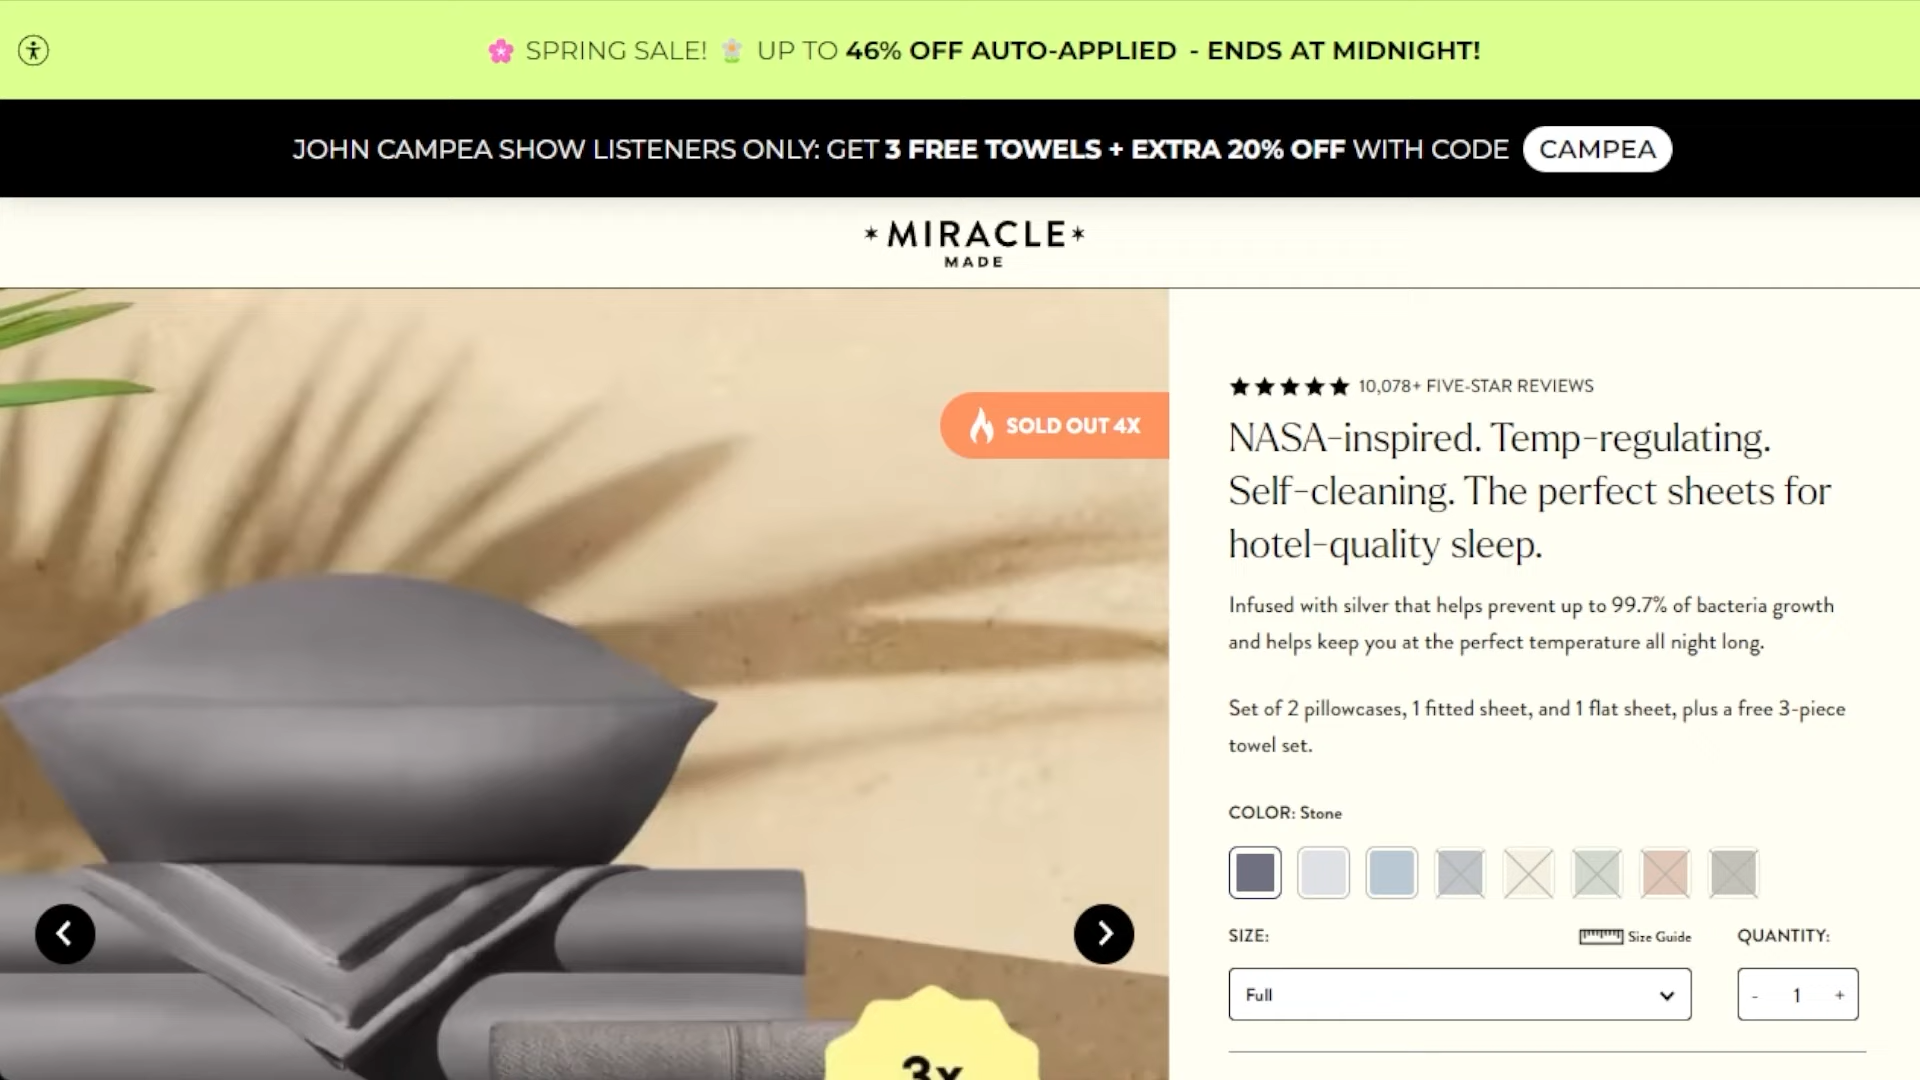 🌸 SPRING SALE! 🌼 UP TO 46% OFF AUTO-APPLIED - ENDS AT MIDNIGHT!
JOHN CAMPEA SHOW LISTENERS ONLY: GET 3 FREE TOWELS + EXTRA 20% OFF WITH CODE CAMPEA
*MIRACLE*
MADE
SOLD OUT 4X
10,078+ FIVE-STAR REVIEWS
NASA-inspired. Temp-regulating.
Self-cleaning. The perfect sheets for
hotel-quality sleep.
Infused with silver that helps prevent up to 99.7% of bacteria growth
and helps keep you at the perfect temperature all night long.
Set of 2 pillowcases, 1 fitted sheet, and 1 flat sheet, plus a free 3-piece
towel set.
COLOR: Stone
SIZE: Size Guide QUANTITY:
Full - 1 +
3x